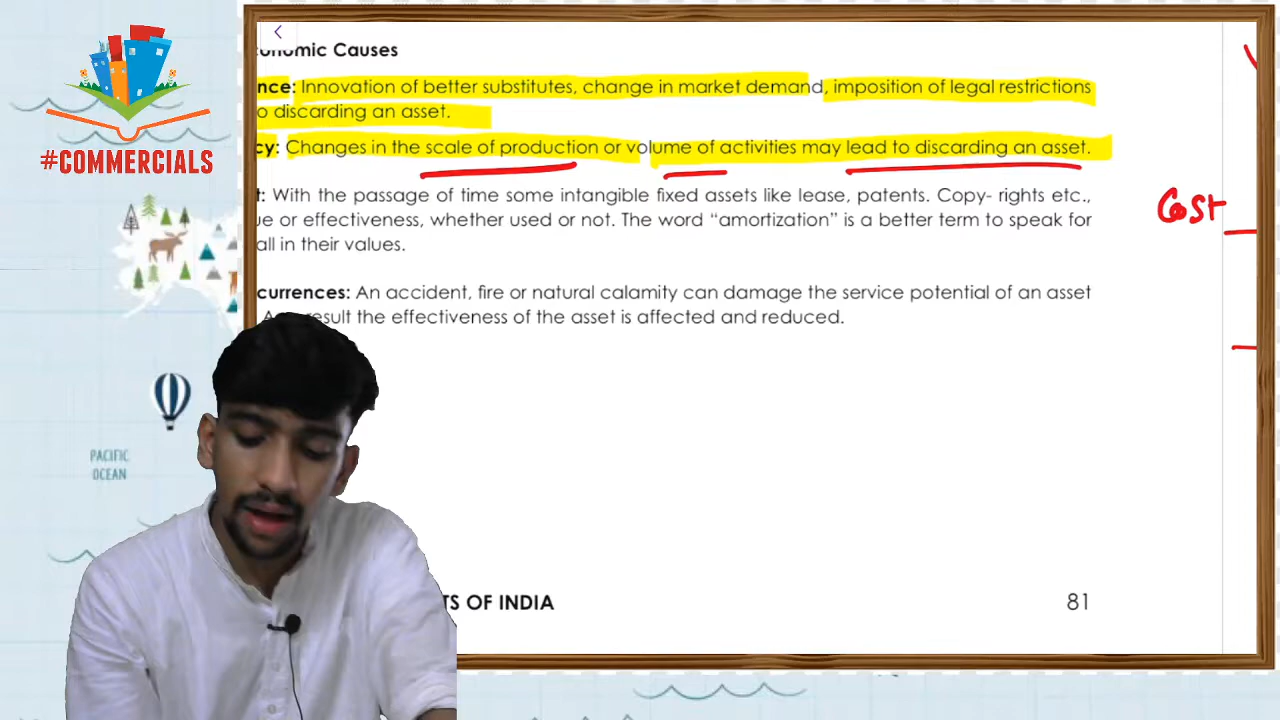 #COMMERCIALS
PACIFIC
OCEAN
onomic Causes
nce: Innovation of better substitutes, change in market demand, imposition of legal restrictions
o discarding an asset.
cy: Changes in the scale of production or volume of activities may lead to discarding an asset.
t: With the passage of time some intangible fixed assets like lease, patents. Copy- rights etc.,
ue or effectiveness, whether used or not. The word “amortization” is a better term to speak for
all in their values.
currences: An accident, fire or natural calamity can damage the service potential of an asset
result the effectiveness of the asset is affected and reduced.
TS OF INDIA
81
Cost